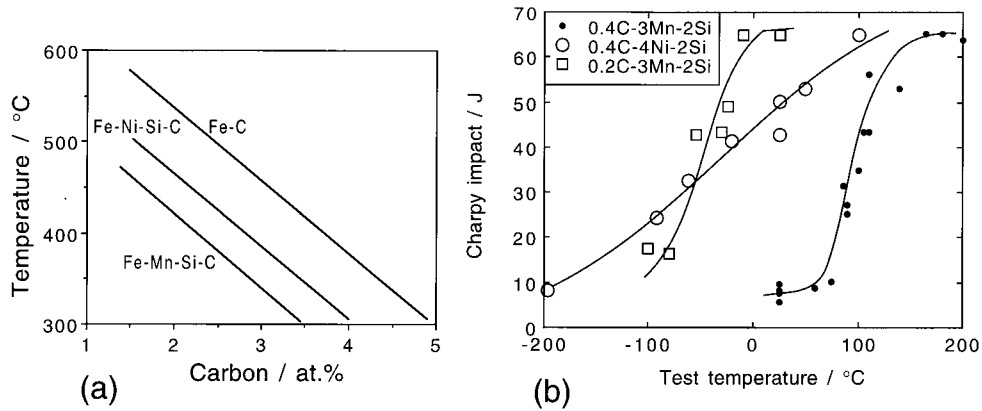 600
500
400
300
Temperature / °C
Fe-Ni-Si-C
Fe-C
Fe-Mn-Si-C
1
2
3
4
5
Carbon / at.%
(a)
70
60
50
40
30
20
10
0
Charpy impact / J
0.4C-3Mn-2Si
0.4C-4Ni-2Si
0.2C-3Mn-2Si
-200
-100
0
100
200
Test temperature / °C
(b)